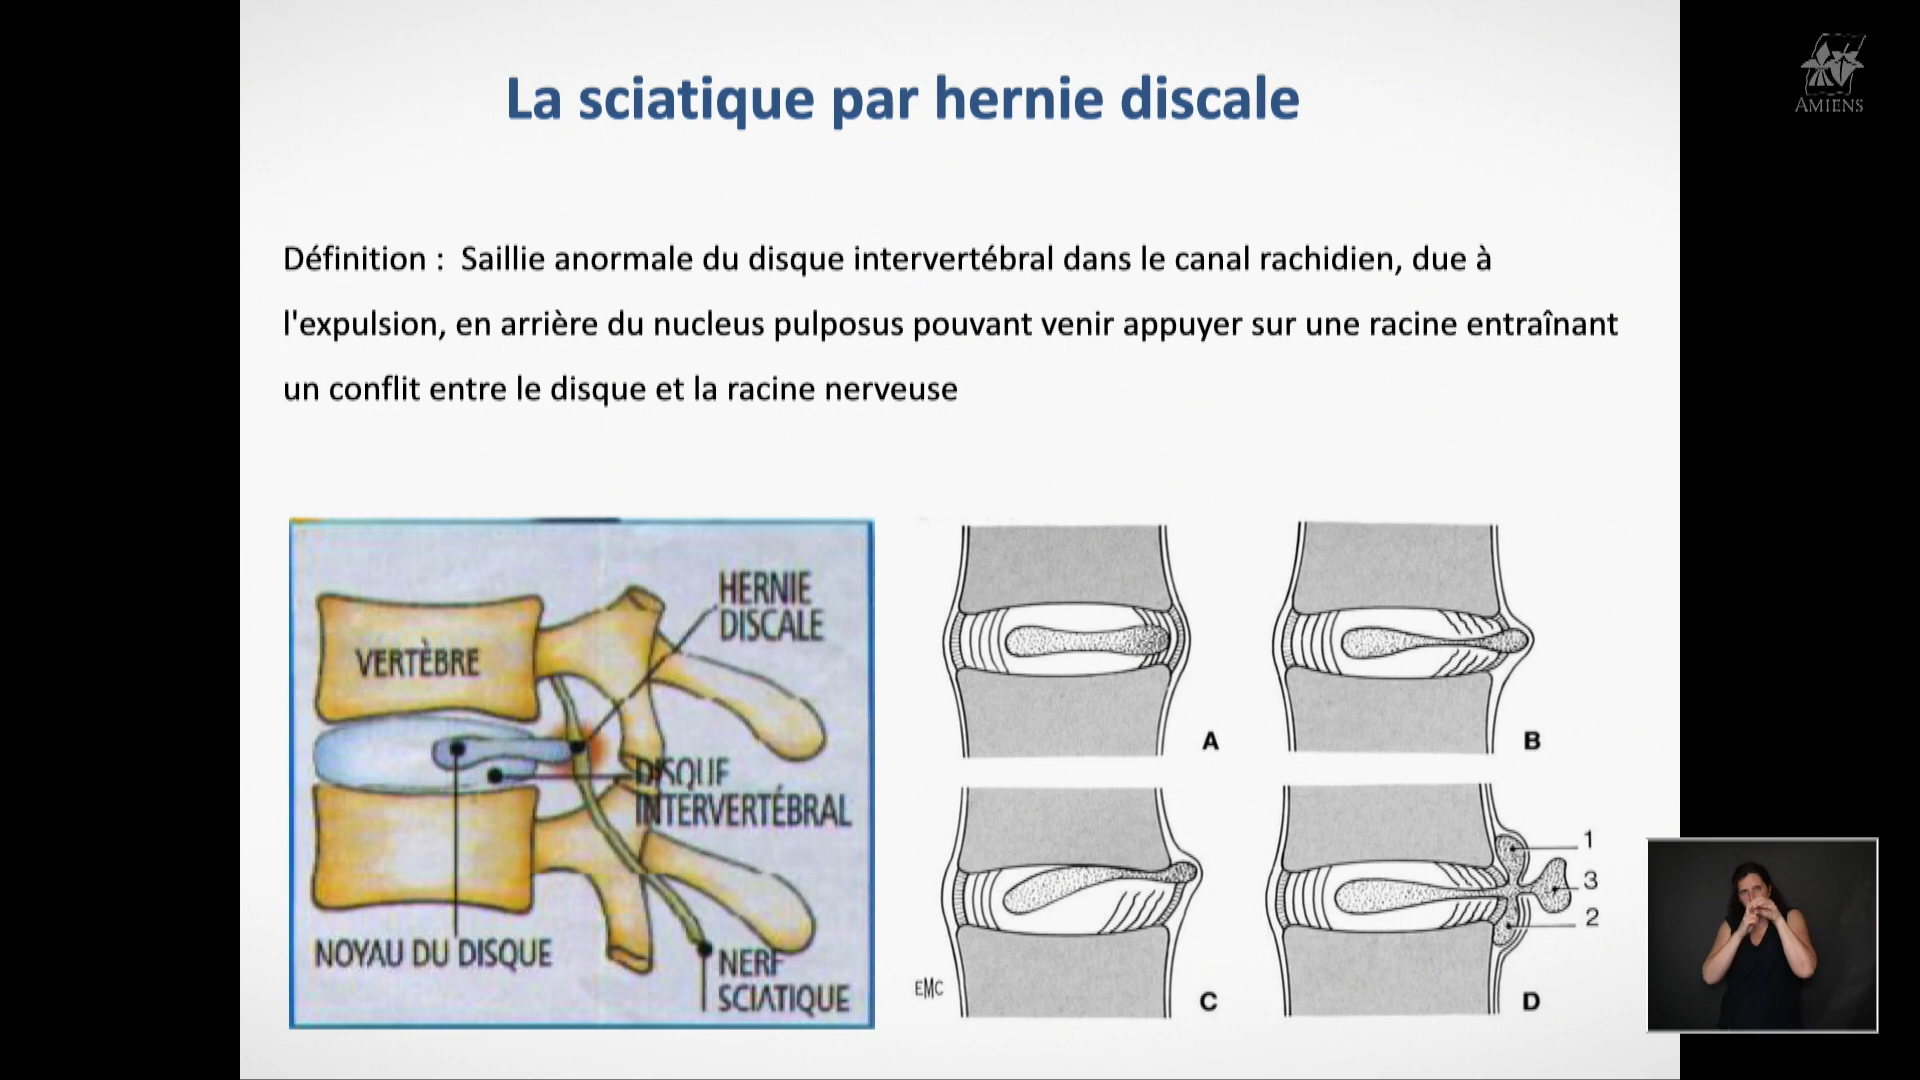 La sciatique par hernie discale
AMIENS
Définition :  Saillie anormale du disque intervertébral dans le canal rachidien, due à
l'expulsion, en arrière du nucleus pulposus pouvant venir appuyer sur une racine entraînant
un conflit entre le disque et la racine nerveuse
HERNIE
DISCALE
VERTÈBRE
DISQUE
INTERVERTÉBRAL
NOYAU DU DISQUE
NERF
SCIATIQUE
A
B
1
3
2
EMC
C
D